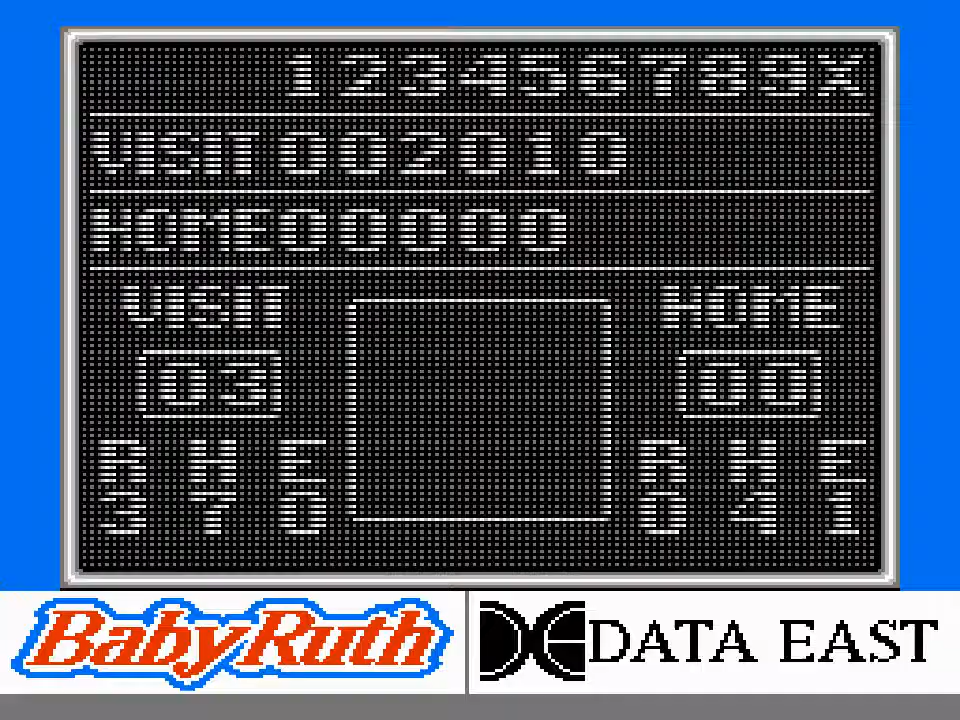 123456789X
VISIT 002010
HOME 00000
VISIT HOME
03 00
R H E R H E
3 7 0 0 4 1
Baby Ruth DATA EAST